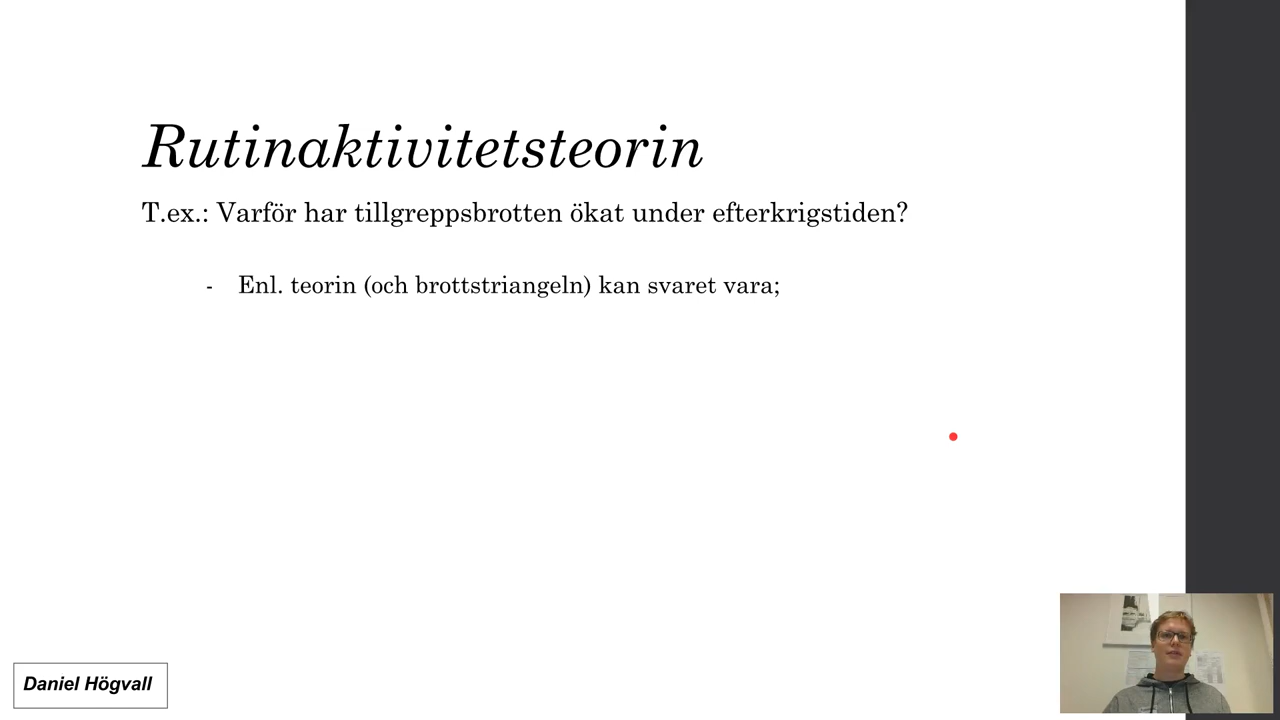 Rutinaktivitetsteorin
T.ex.: Varför har tillgreppsbrotten ökat under efterkrigstiden?
- Enl. teorin (och brottstriangeln) kan svaret vara;
Daniel Högvall